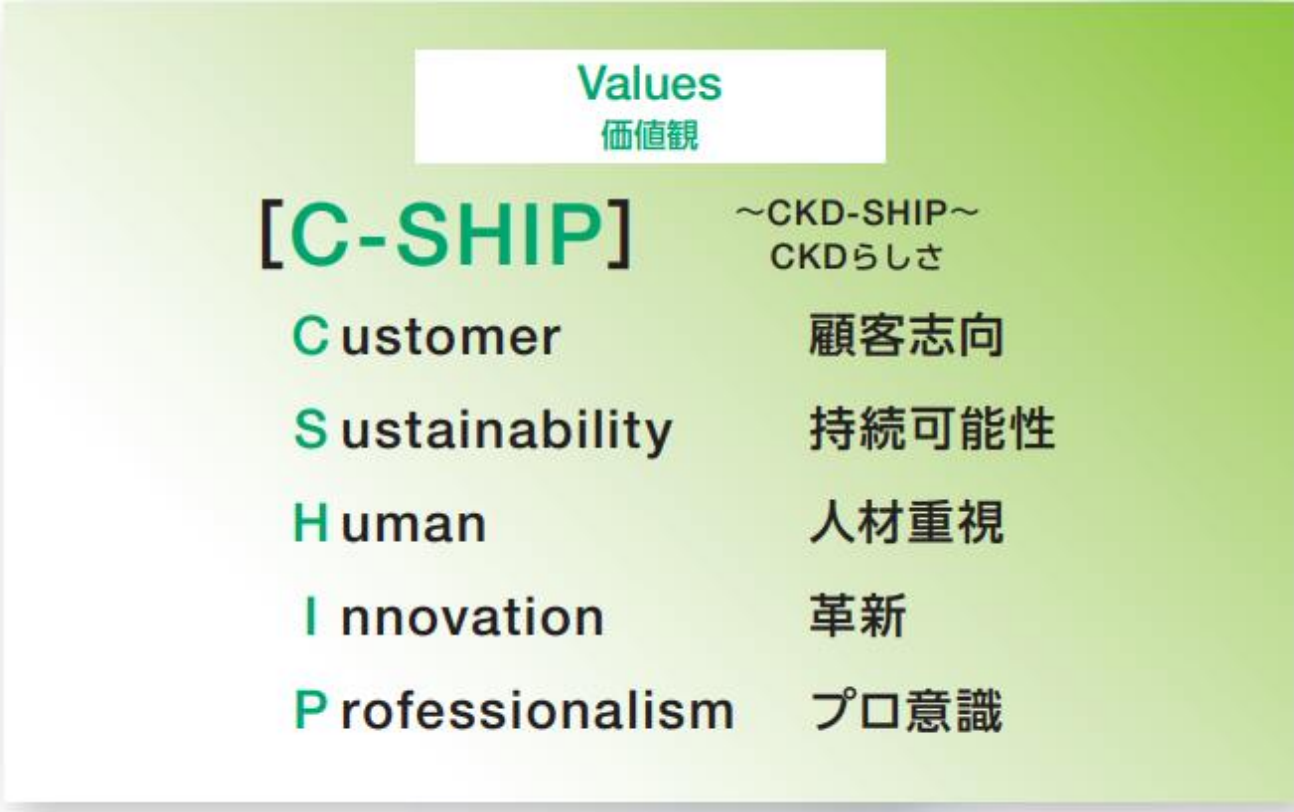 Values
価値観
[C-SHIP]
～CKD-SHIP～
CKDらしさ
Customer 顧客志向
Sustainability 持続可能性
Human 人材重視
Innovation 革新
Professionalism プロ意識